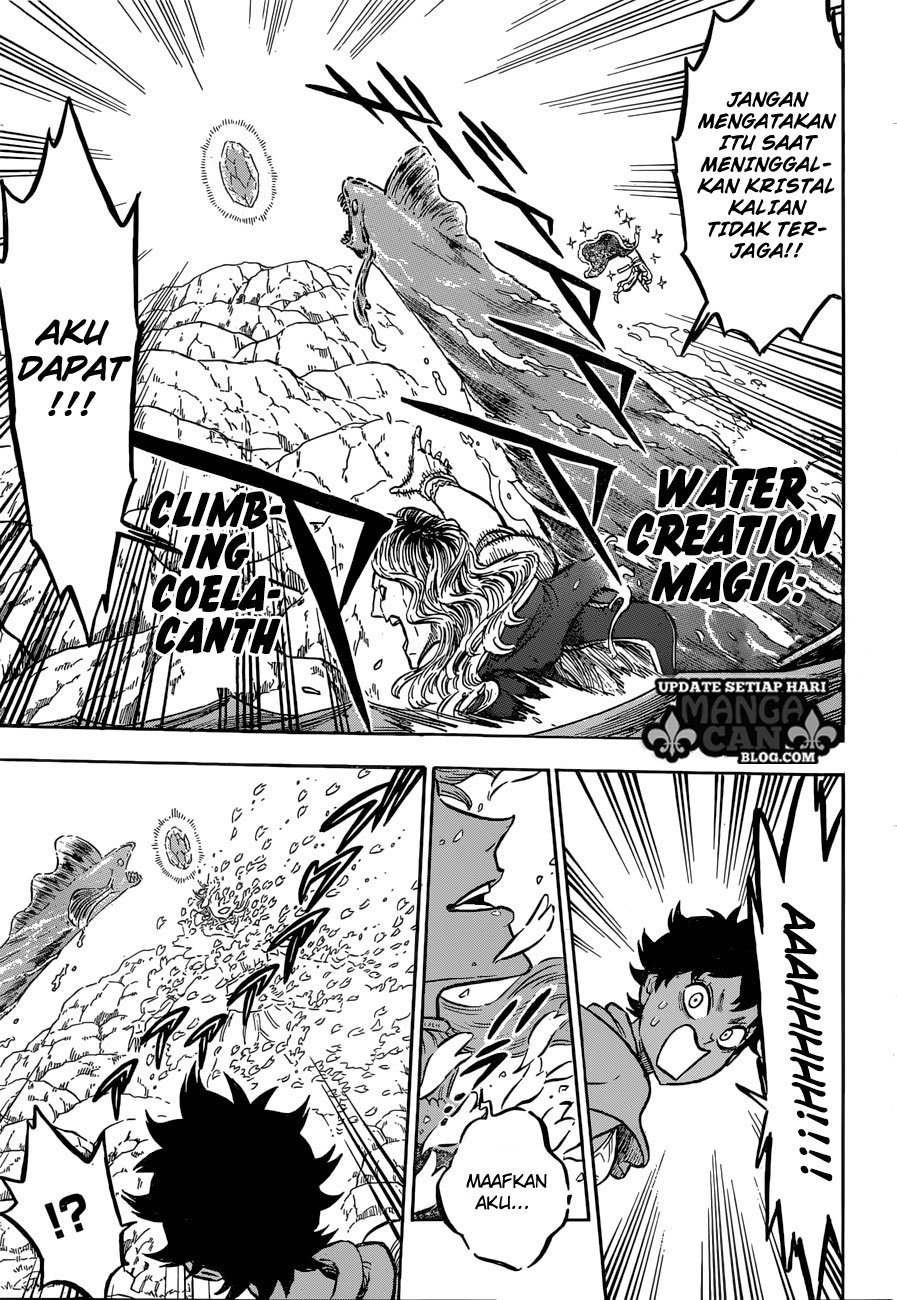 JANGAN
MENGATAKAN
ITU SAAT
MENINGGAL-
KAN KRISTAL
KALIAN
TIDAK TER-
JAGA!!
AKU
DAPAT
!!!
WATER
CREATION
MAGIC:
CLIMB-
ING
COELA-
CANTH
UPDATE SETIAP HARI
MANGA
CAN
BLOG.COM
AAAHHHH!!!!
MAAFKAN
AKU...
!?